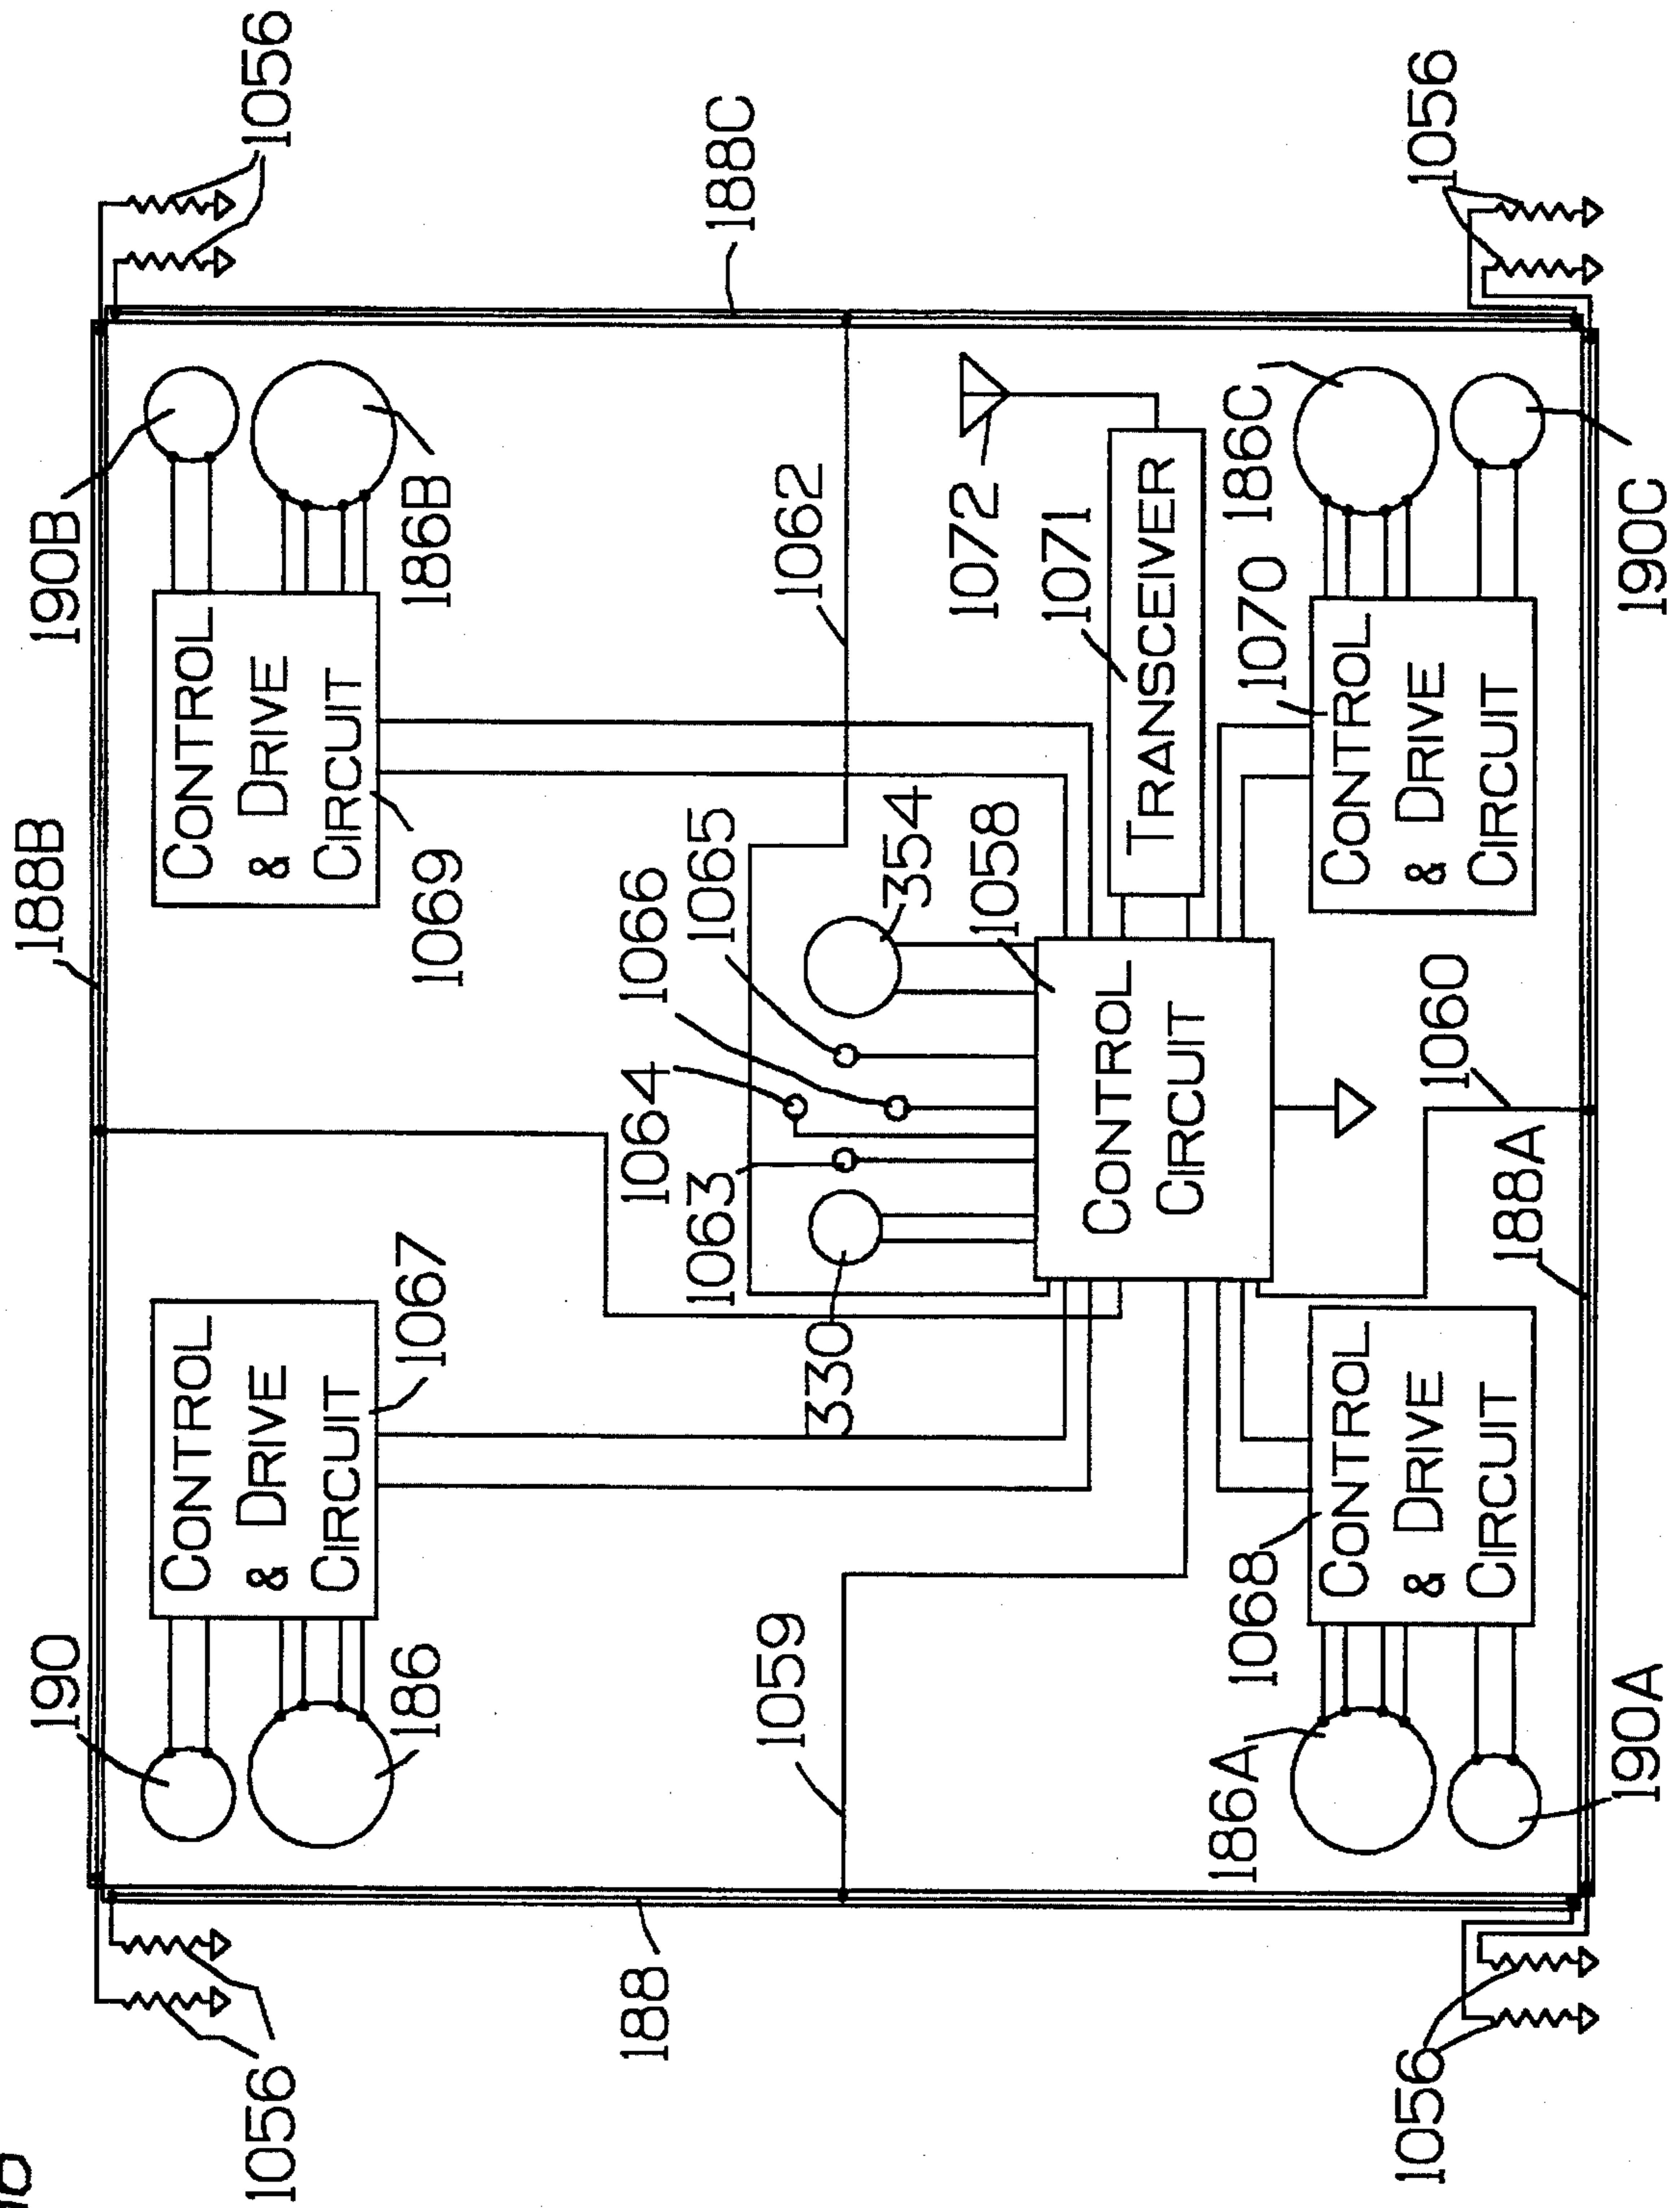 190
188B
190B
1056
1056
CONTROL
& DRIVE
CIRCUIT
CONTROL
& DRIVE
CIRCUIT
186
1067
1069
186B
188
1064
1066
1063
1065
188C
1059
1062
330
354
1058
1072
1071
CONTROL
CIRCUIT
TRANSCEIVER
186A
1068
1070
186C
CONTROL
& DRIVE
CIRCUIT
CONTROL
& DRIVE
CIRCUIT
1056
1060
1056
188A
190A
190C